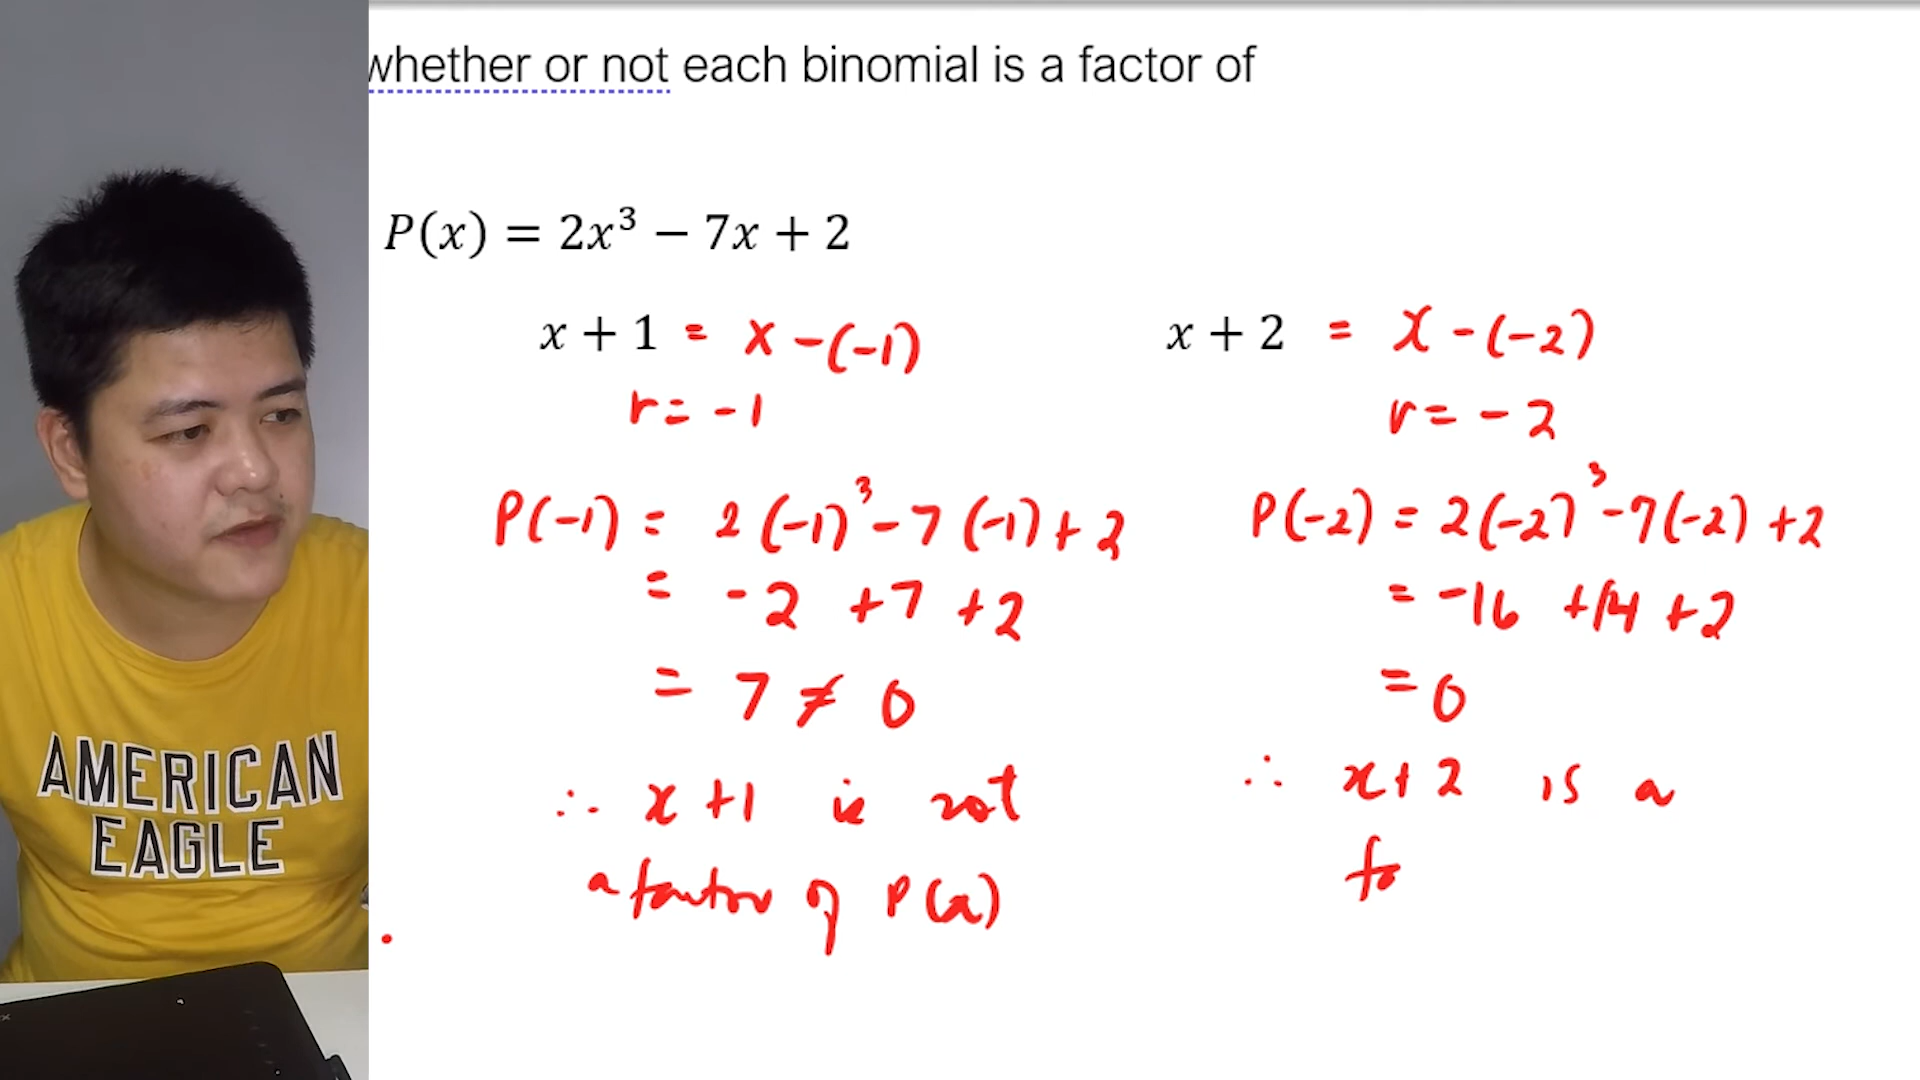 whether or not each binomial is a factor of
P(x) = 2x³ − 7x + 2
x + 1 = x -(-1)
r = -1
P(-1) = 2(-1)³ - 7(-1) + 2
= -2 +7 +2
= 7 ≠ 0
∴ x +1 is not
a factor of P(x)
x + 2 = x -(-2)
r = -2
P(-2) = 2(-2)³ -7(-2) +2
= -16 +14 +2
= 0
∴ x+2 is a
fa
AMERICAN
EAGLE